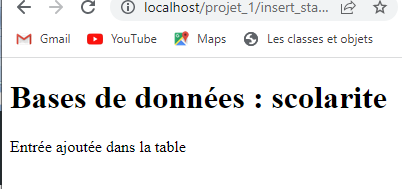 localhost/projet_1/insert_sta...
Gmail YouTube Maps Les classes et objets
Bases de données : scolarite
Entrée ajoutée dans la table